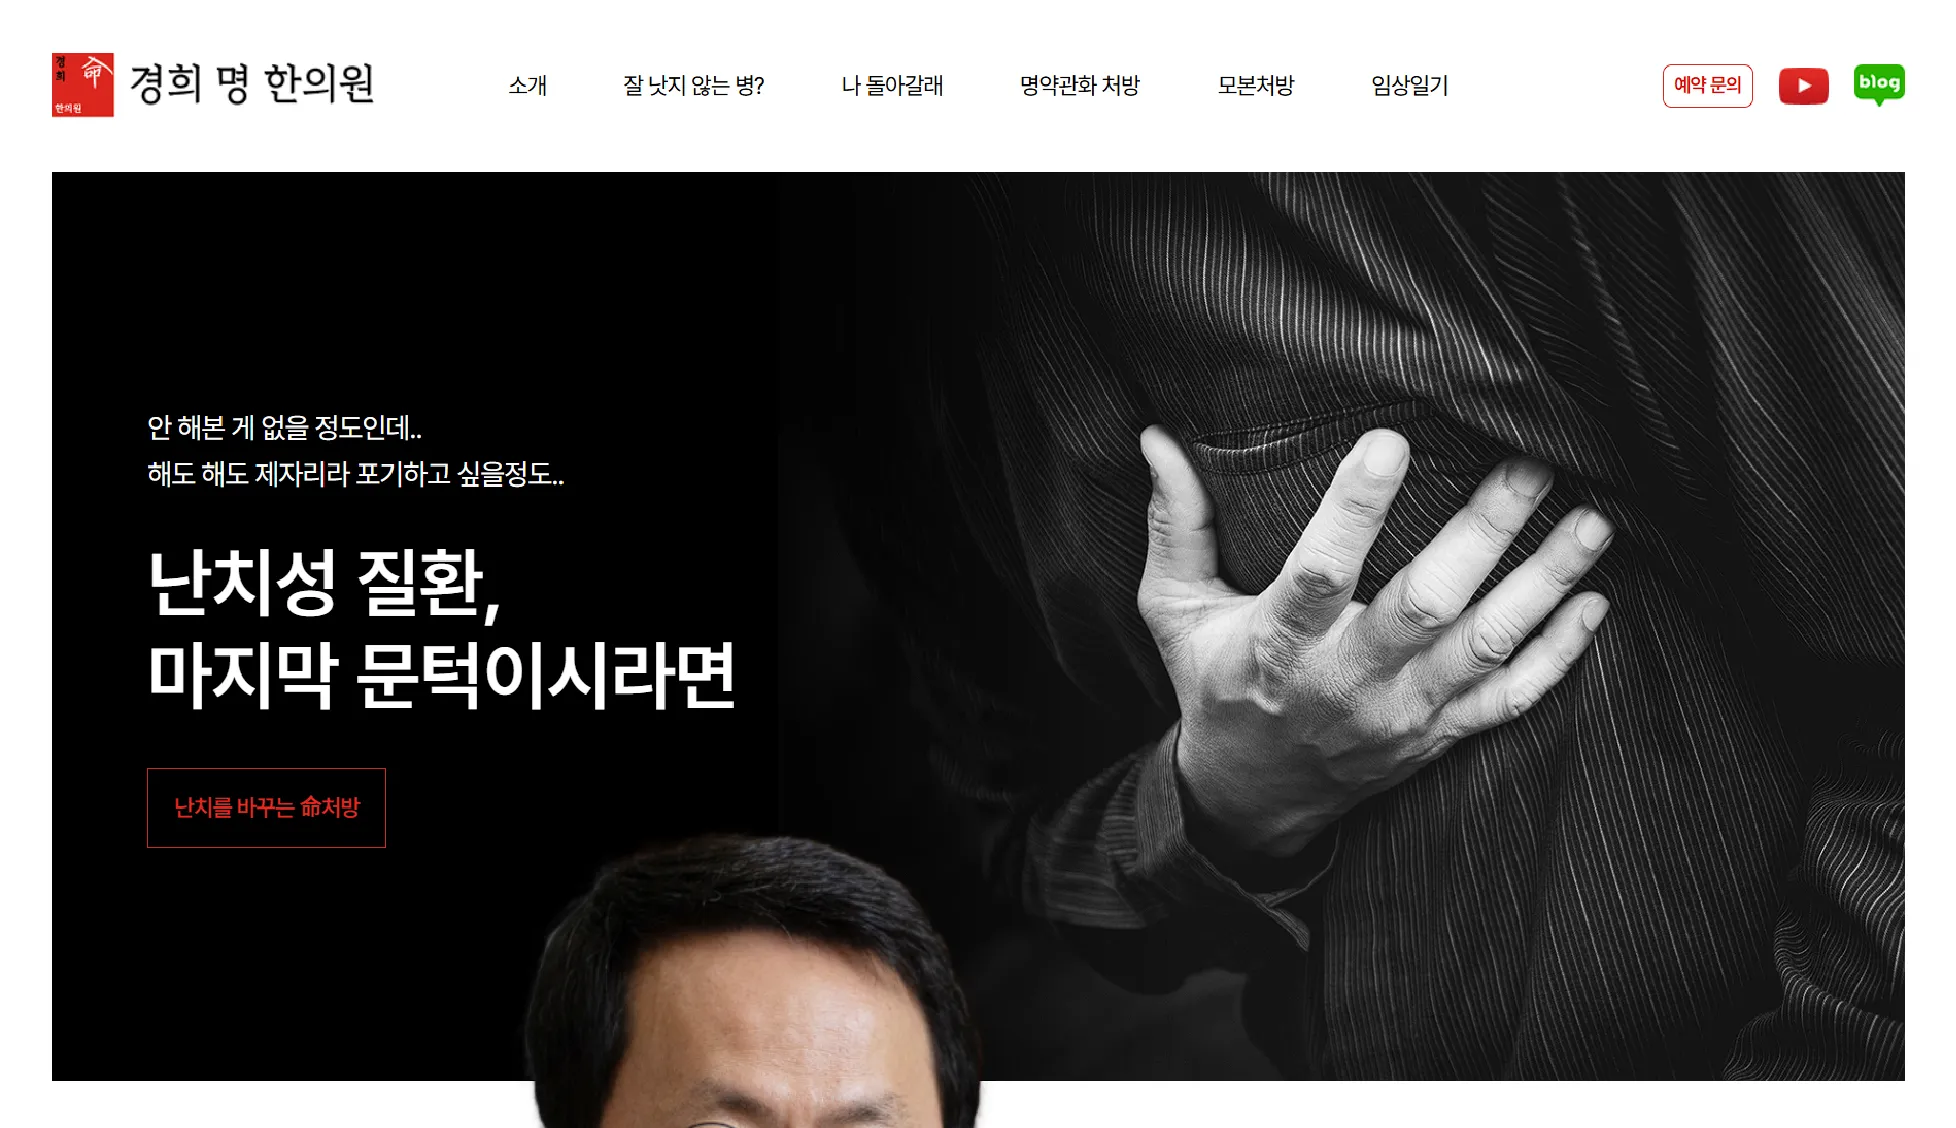 경희
命
한의원
경희 명 한의원
소개
잘 낫지 않는 병?
나 돌아갈래
명약관화 처방
모본처방
임상일기
예약 문의
blog
안 해본 게 없을 정도인데..
해도 해도 제자리라 포기하고 싶을정도..
난치성 질환,
마지막 문턱이시라면
난치를 바꾸는 命처방